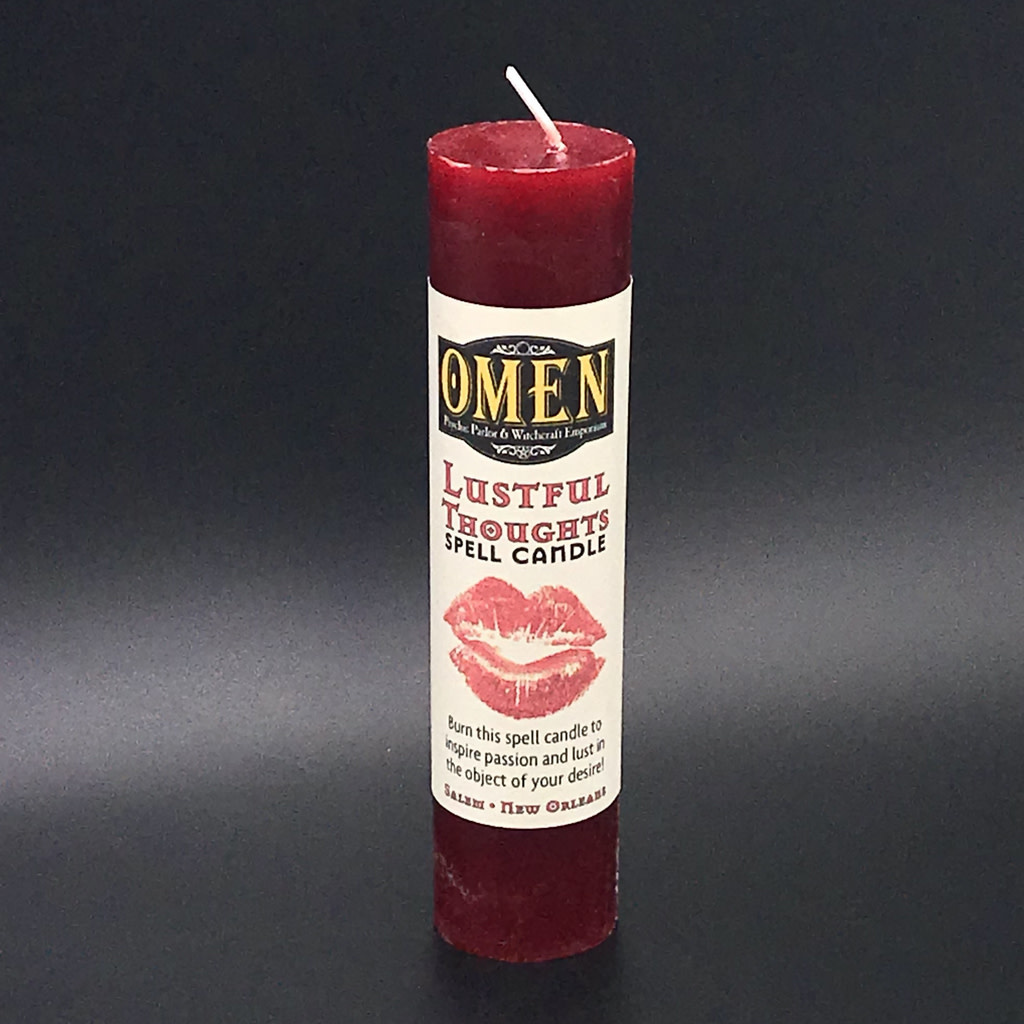 OMEN
Psychic Parlor & Witchcraft Emporium
LUSTFUL
THOUGHTS
SPELL CANDLE
Burn this spell candle to
inspire passion and lust in
the object of your desire!
SALEM • NEW ORLEANS